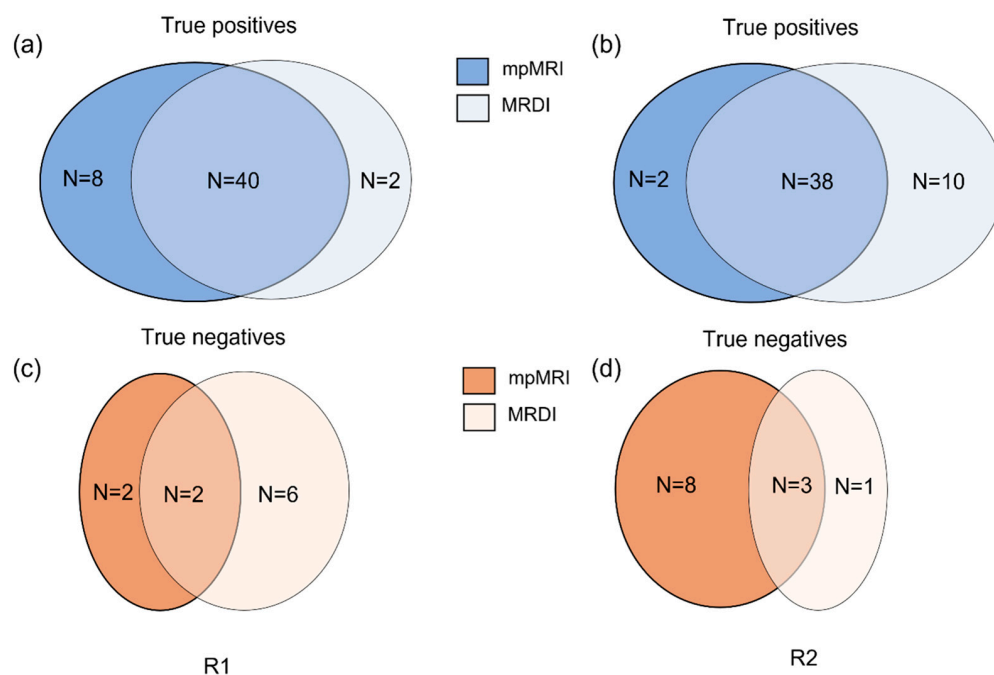 (a)
True positives
N=8
N=40
N=2
mpMRI
MRDI
(b)
True positives
N=2
N=38
N=10
(c)
True negatives
N=2
N=2
N=6
mpMRI
MRDI
(d)
True negatives
N=8
N=3
N=1
R1
R2